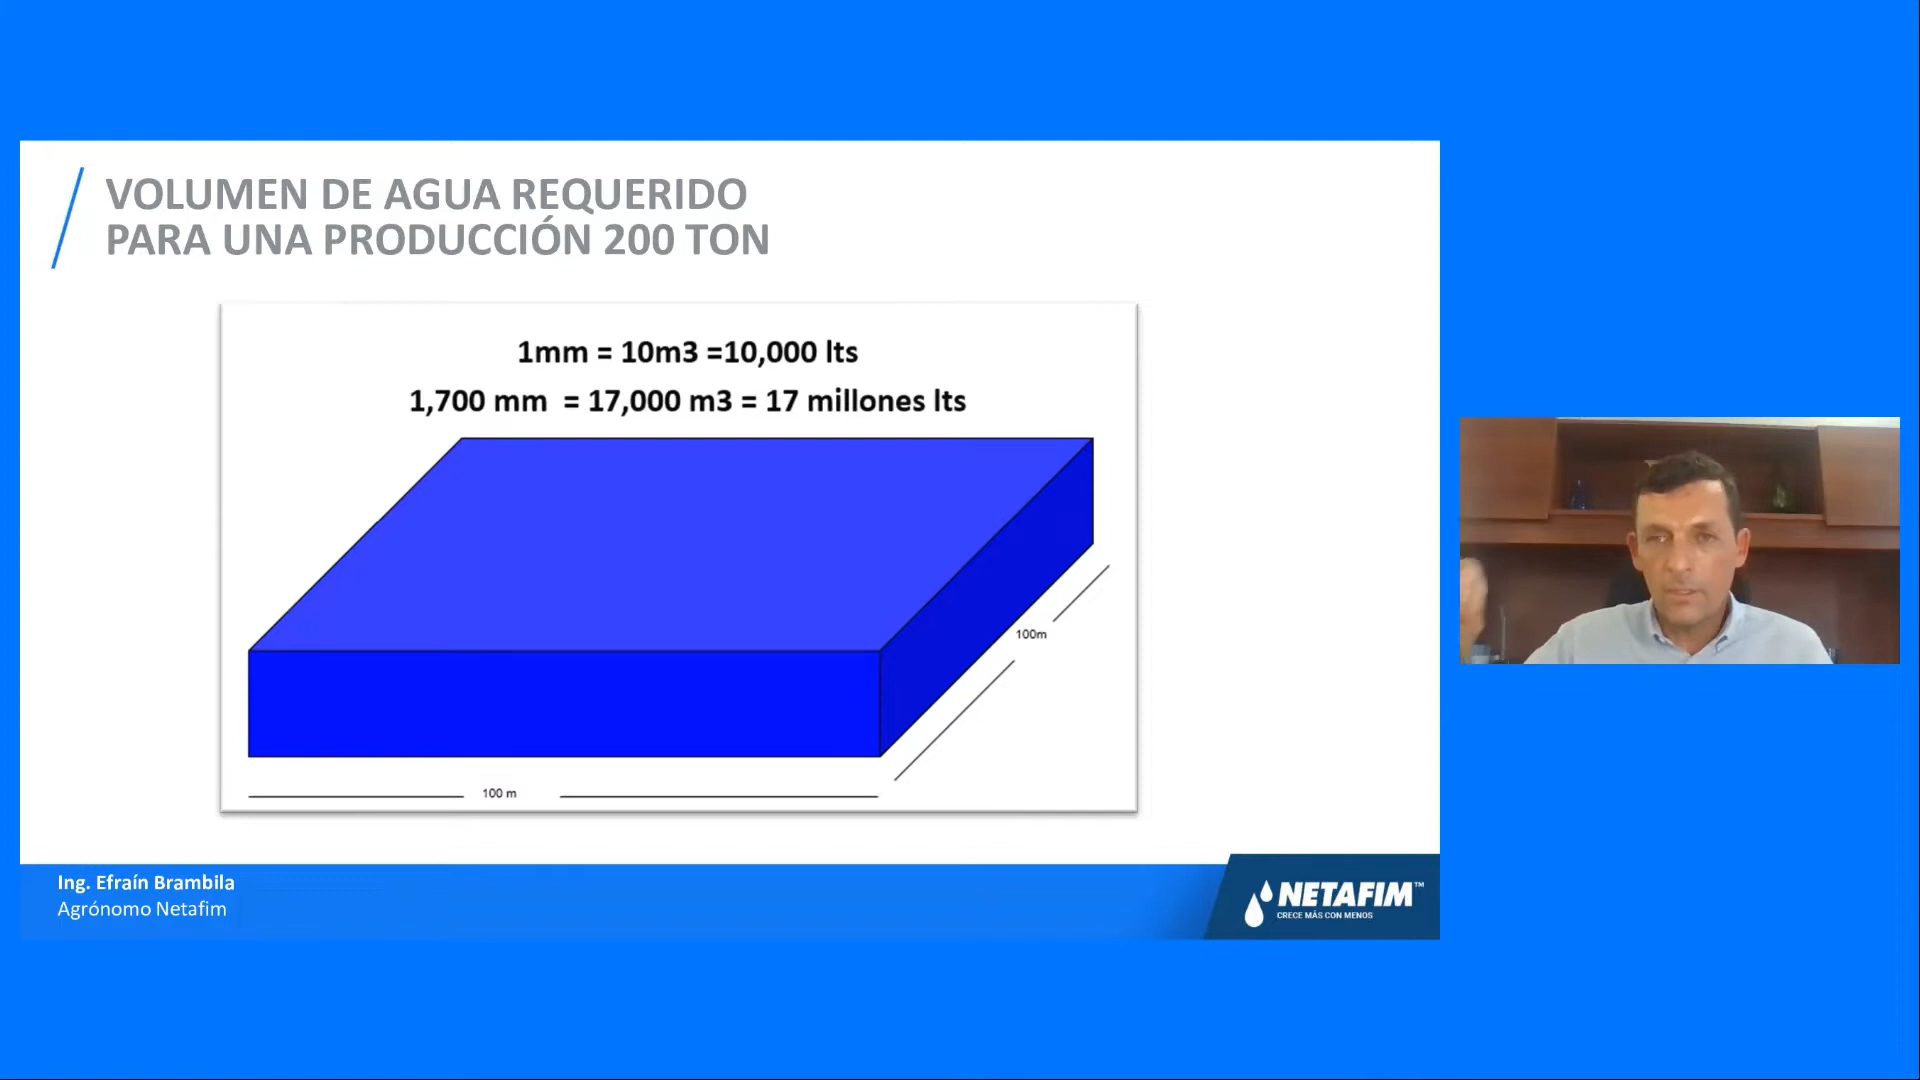 VOLUMEN DE AGUA REQUERIDO
PARA UNA PRODUCCIÓN 200 TON
1mm = 10m3 =10,000 lts
1,700 mm = 17,000 m3 = 17 millones lts
100m
100 m
Ing. Efraín Brambila
Agrónomo Netafim
NETAFIM™
CRECE MÁS CON MENOS